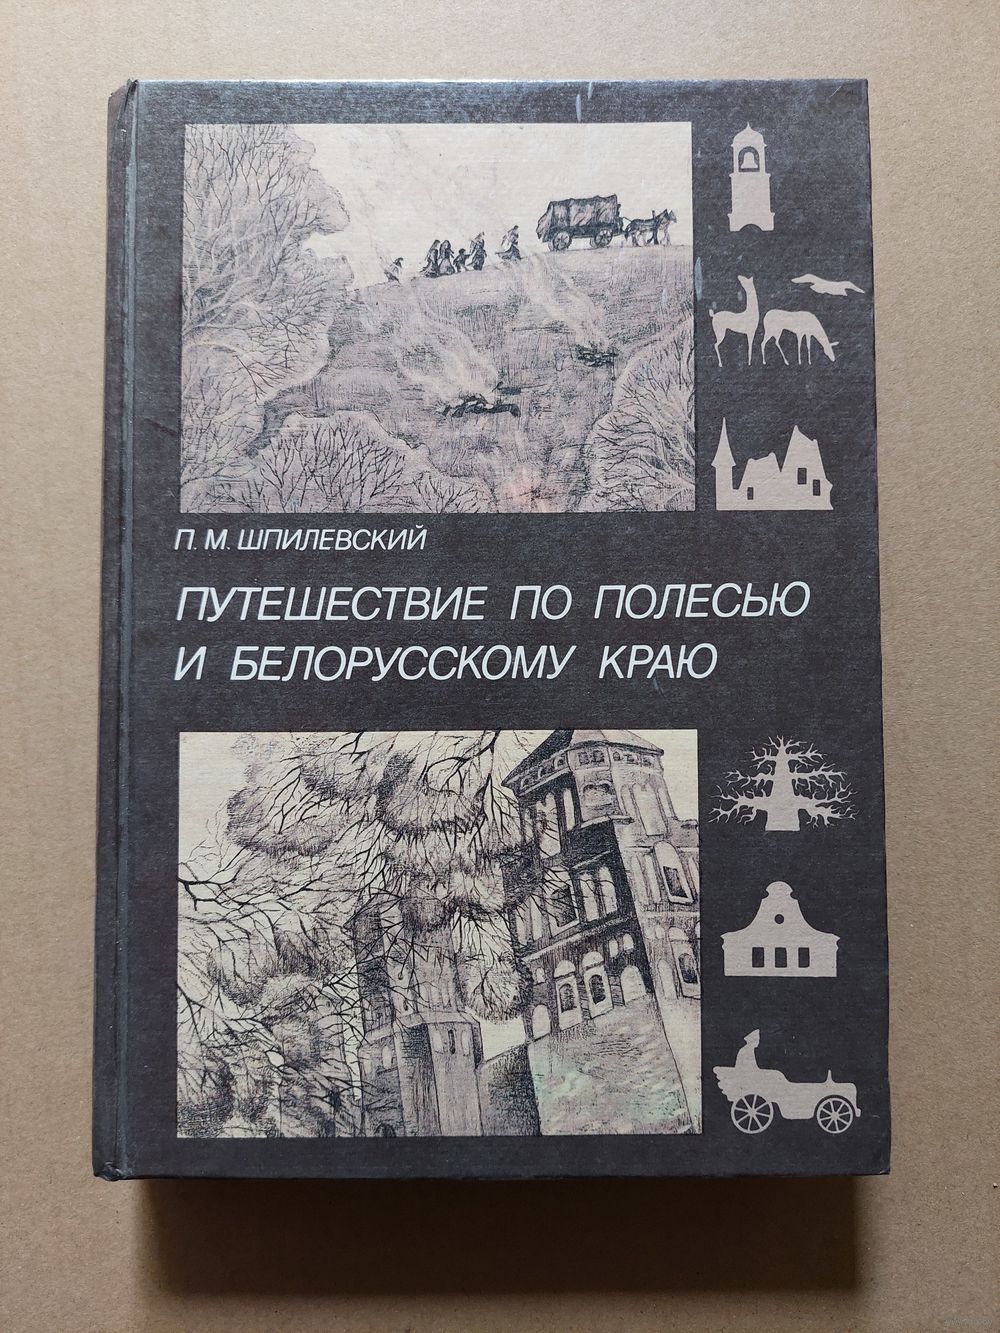 П. М. ШПИЛЕВСКИЙ
ПУТЕШЕСТВИЕ ПО ПОЛЕСЬЮ
И БЕЛОРУССКОМУ КРАЮ